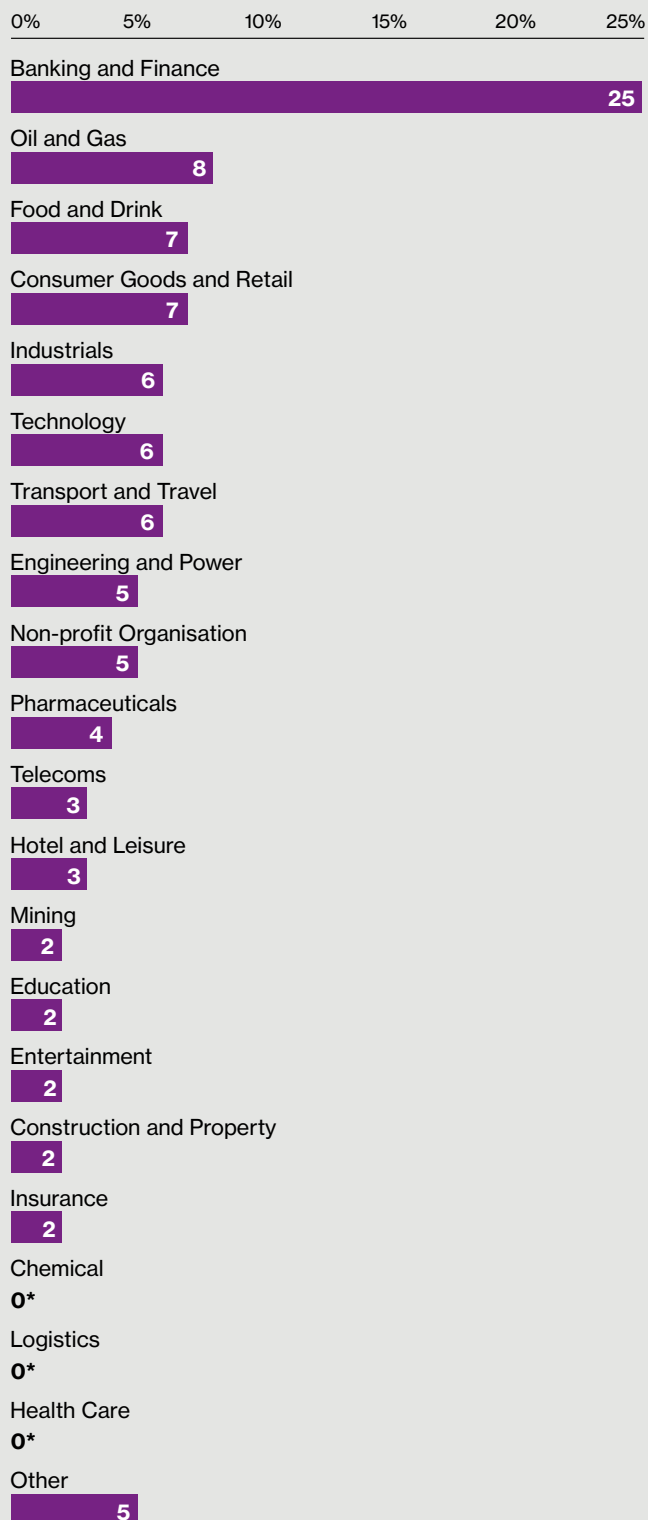 0% 5% 10% 15% 20% 25%
Banking and Finance
25
Oil and Gas
8
Food and Drink
7
Consumer Goods and Retail
7
Industrials
6
Technology
6
Transport and Travel
6
Engineering and Power
5
Non-profit Organisation
5
Pharmaceuticals
4
Telecoms
3
Hotel and Leisure
3
Mining
2
Education
2
Entertainment
2
Construction and Property
2
Insurance
2
Chemical
0*
Logistics
0*
Health Care
0*
Other
5